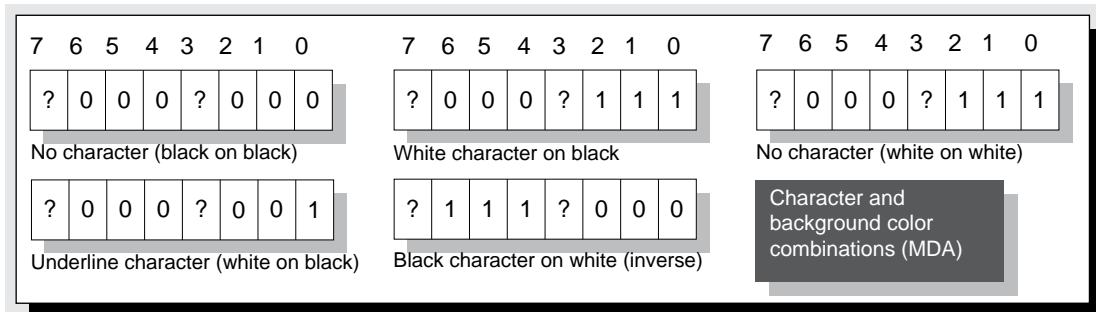 7 6 5 4 3 2 1 0
? 0 0 0 ? 0 0 0
No character (black on black)
7 6 5 4 3 2 1 0
? 0 0 0 ? 1 1 1
White character on black
7 6 5 4 3 2 1 0
? 0 0 0 ? 1 1 1
No character (white on white)
? 0 0 0 ? 0 0 1
Underline character (white on black)
? 1 1 1 ? 0 0 0
Black character on white (inverse)
Character and
background color
combinations (MDA)